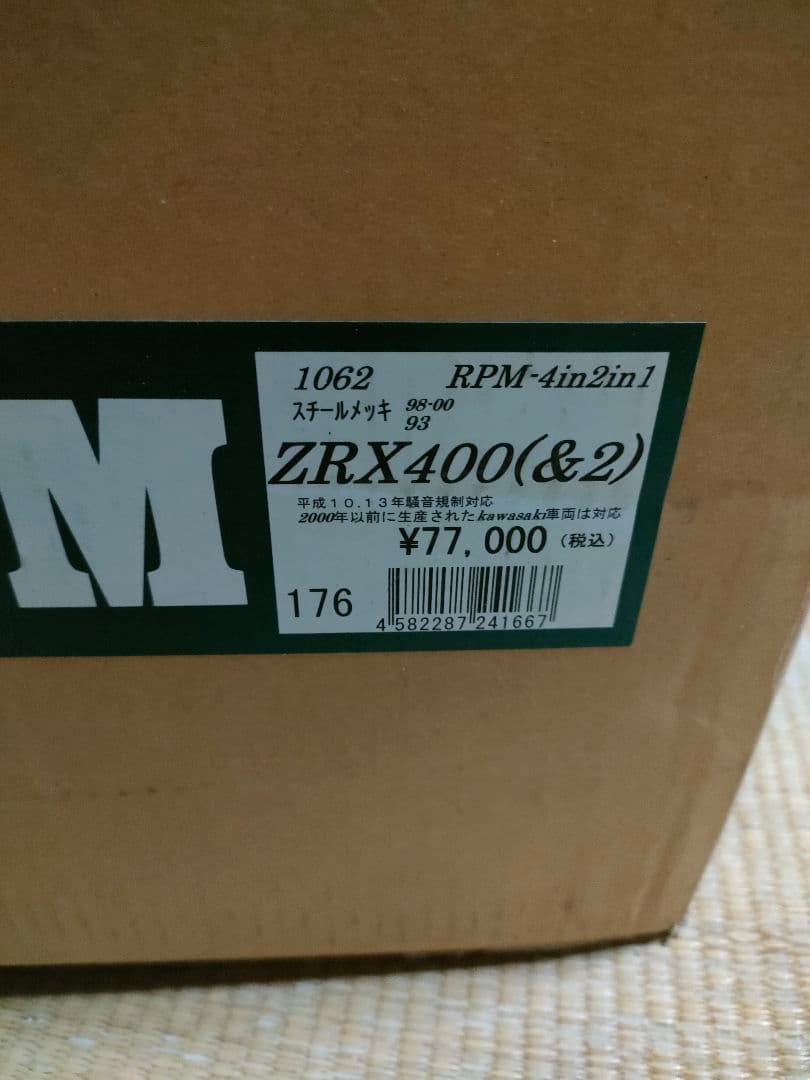 M
1062 RPM-4in2in1
スチールメッキ 98-00
93
ZRX400(&2)
平成10.13年騒音規制対応
2000年以前に生産されたkawasaki車両は対応
¥77,000 (税込)
176
4 582287 241667